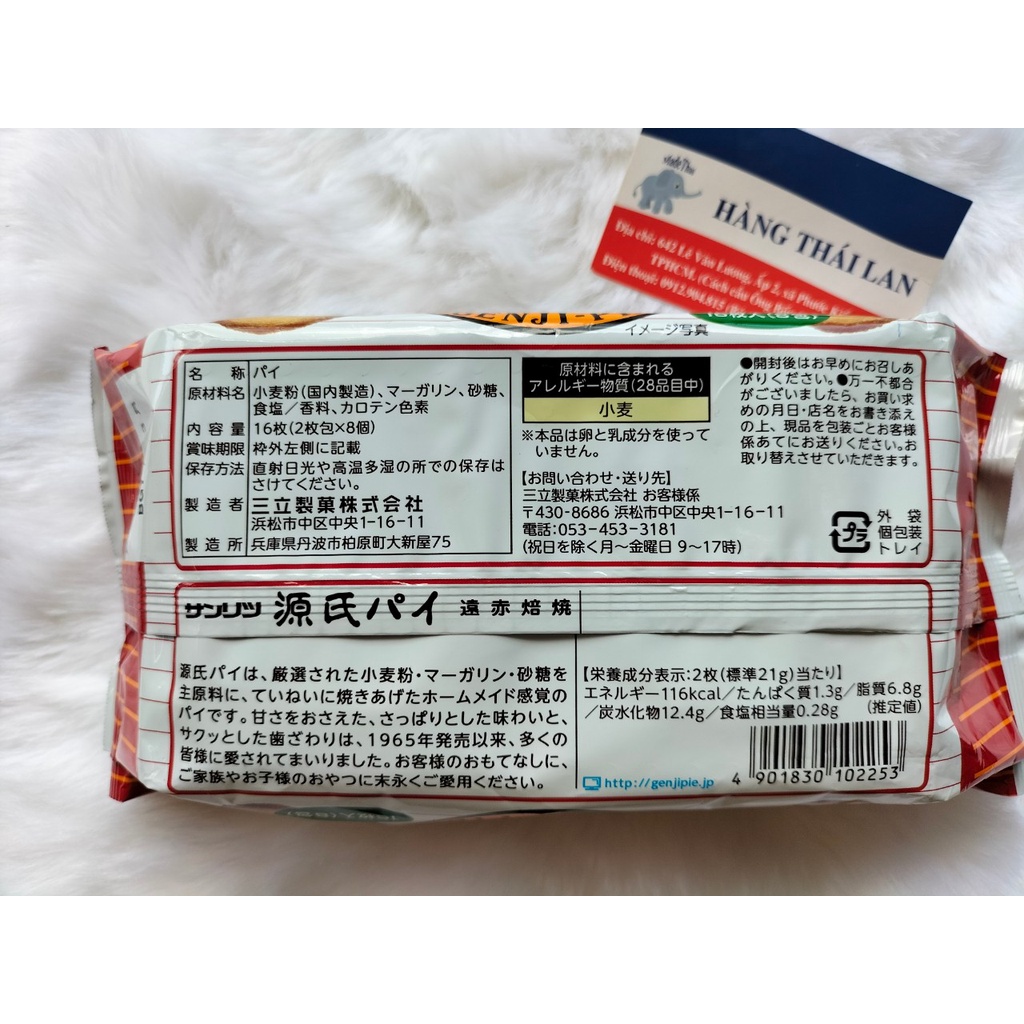 HÀNG THÁI LAN
Địa chỉ: 642 Lê Văn Lương, Ấp 2, xã Phước
TPHCM. (Cách cầu Ông
Điện thoại: 0912.904.815
イメージ写真
名称 パイ
原材料名 小麦粉(国内製造)、マーガリン、砂糖、
食塩/香料、カロテン色素
内容量 16枚(2枚包×8個)
賞味期限 枠外左側に記載
保存方法 直射日光や高温多湿の所での保存は
さけてください。
製造者 三立製菓株式会社
浜松市中区中央1-16-11
製造所 兵庫県丹波市柏原町大新屋75
原材料に含まれる
アレルギー物質(28品目中)
小麦
※本品は卵と乳成分を使って
いません。
【お問い合わせ・送り先】
三立製菓株式会社 お客様係
〒430-8686 浜松市中区中央1-16-11
電話:053-453-3181
(祝日を除く月~金曜日 9~17時)
●開封後はお早めにお召しあ
がりください。●万一不都合
がございましたら、お買い求
めの月日・店名をお書き添え
の上、現品を包装ごとお客様
係あてにお送りください。お
取り替えさせていただきます。
プラ
外袋
個包装
トレイ
サンリツ 源氏パイ 遠赤焙焼
源氏パイは、厳選された小麦粉・マーガリン・砂糖を
主原料に、ていねいに焼きあげたホームメイド感覚の
パイです。甘さをおさえた、さっぱりとした味わいと、
サクッとした歯ざわりは、1965年発売以来、多くの
皆様に愛されてまいりました。お客様のおもてなしに、
ご家族やお子様のおやつに末永くご愛用ください。
【栄養成分表示:2枚(標準21g)当たり】
エネルギー116kcal/たんぱく質1.3g/脂質6.8g
/炭水化物12.4g/食塩相当量0.28g (推定値)
http://genjipie.jp
4 901830 102253